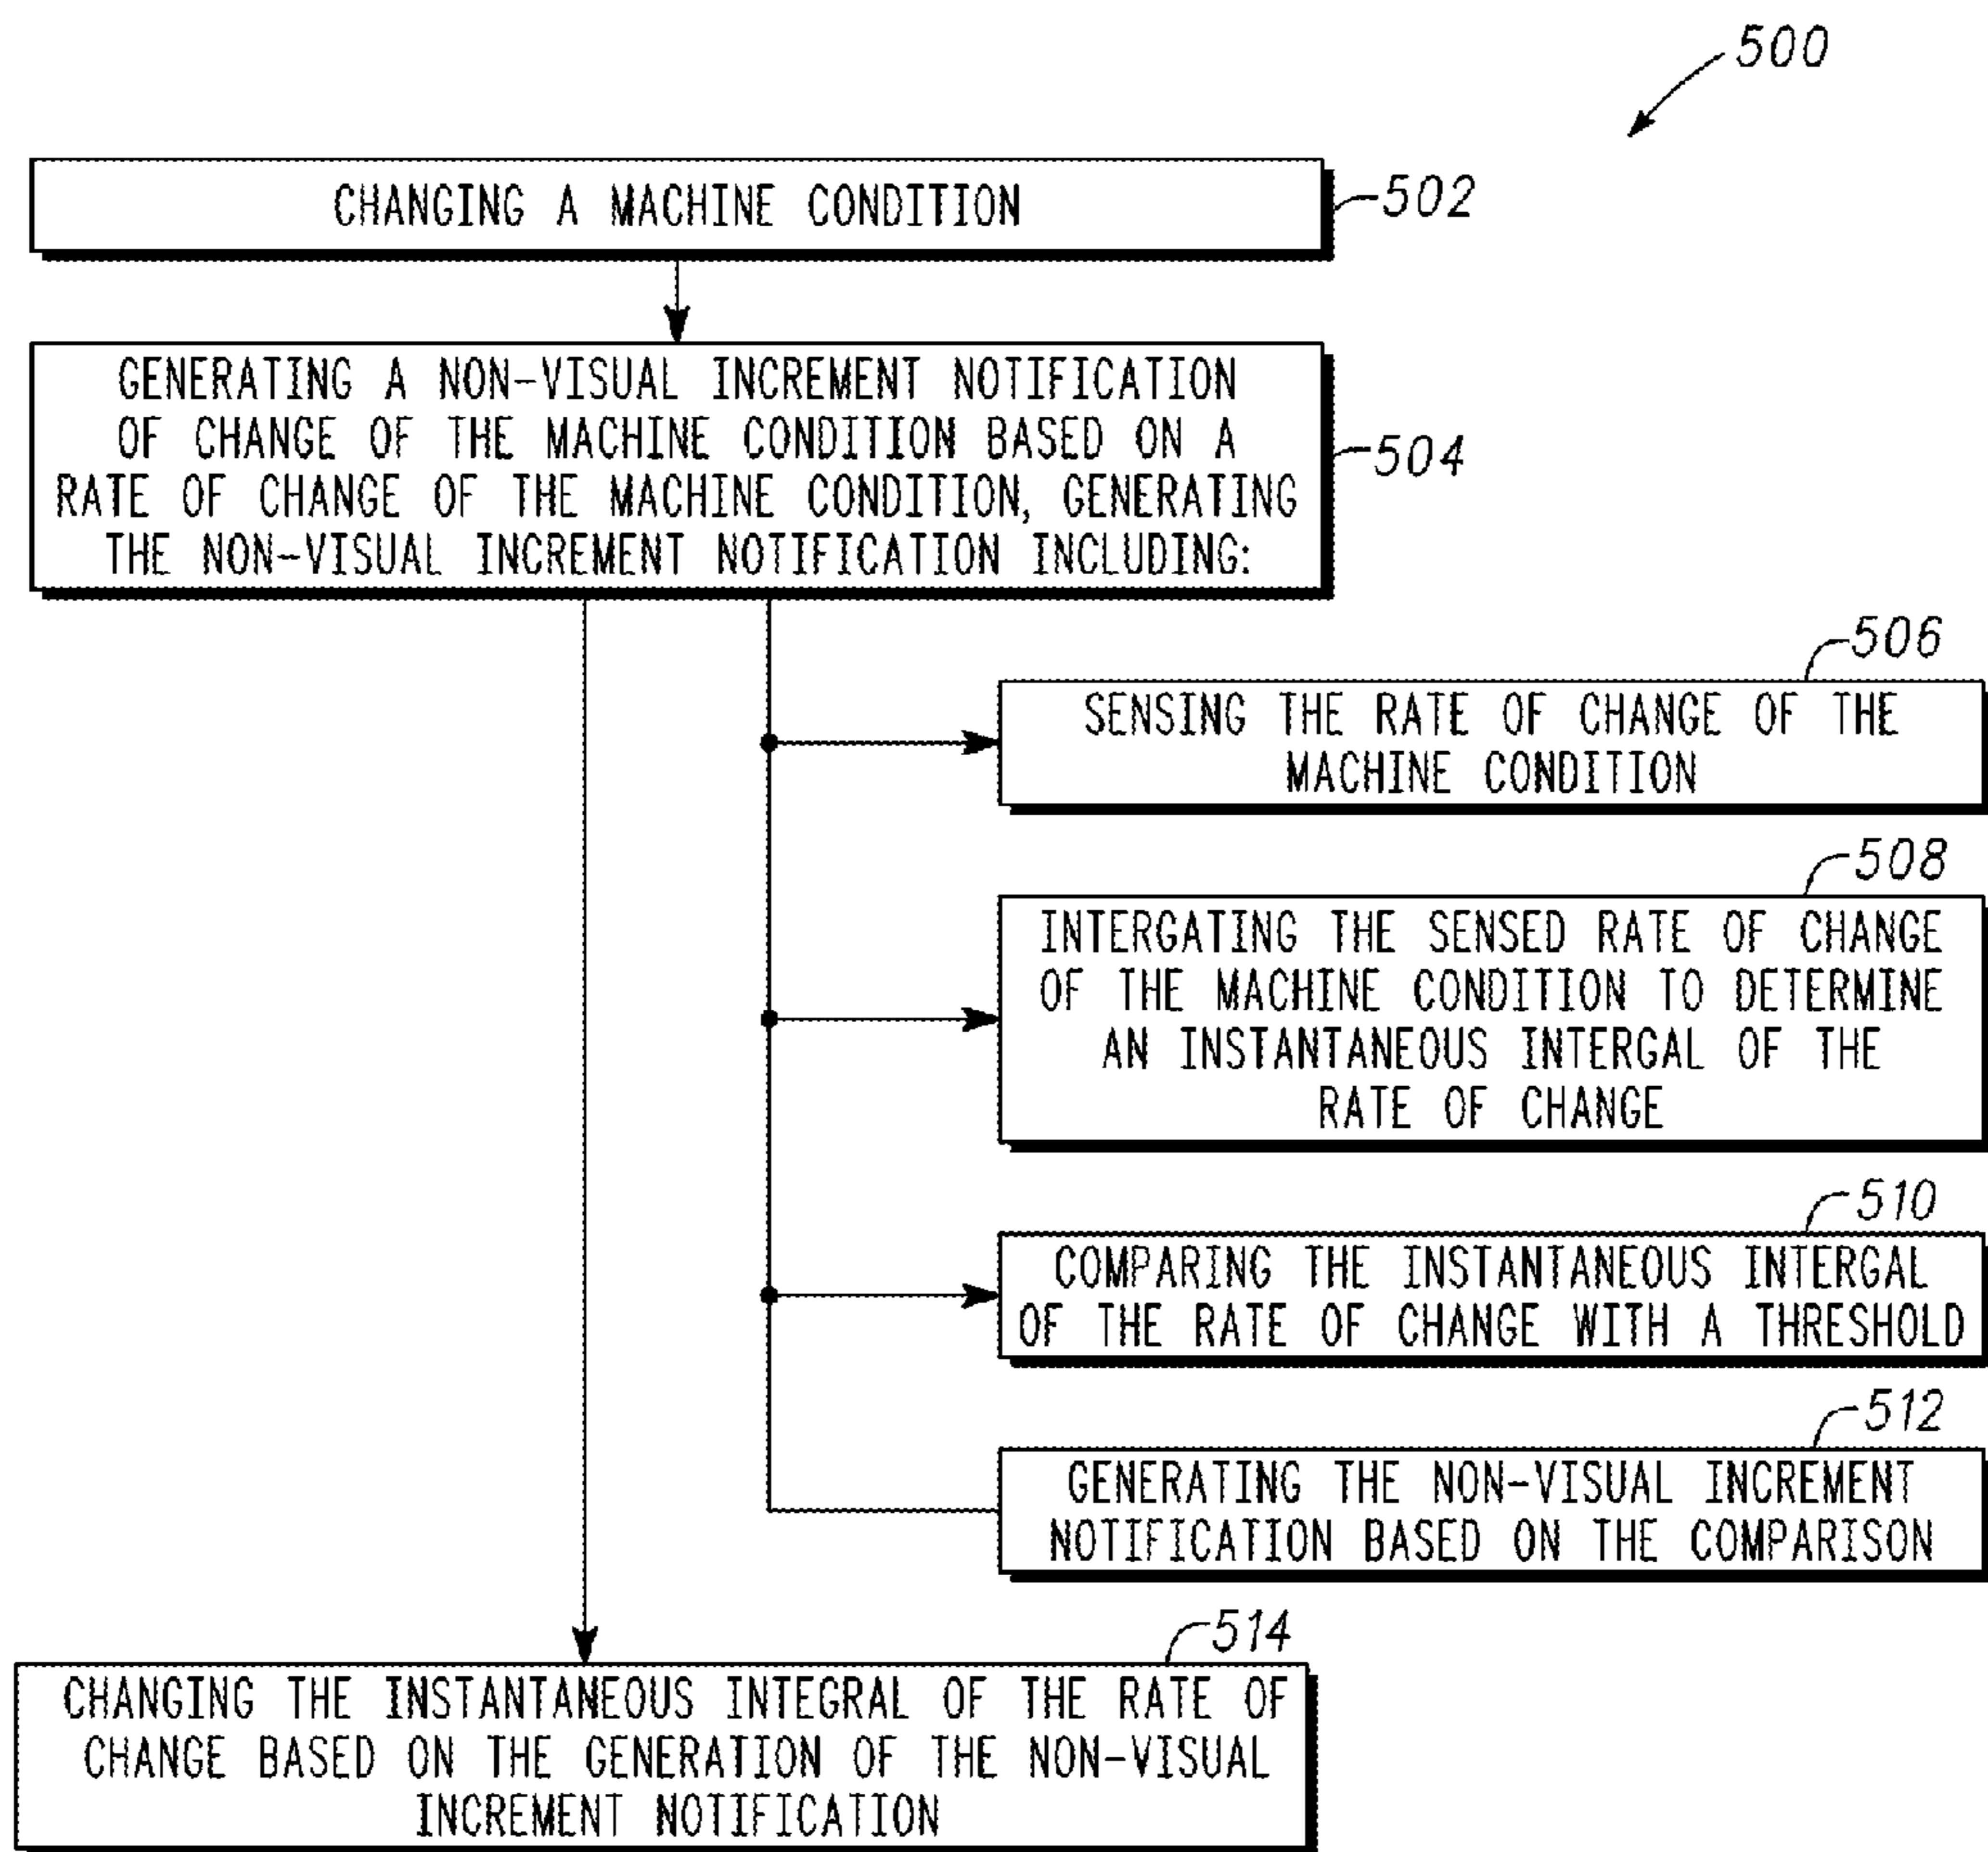 500
CHANGING A MACHINE CONDITION
502
GENERATING A NON-VISUAL INCREMENT NOTIFICATION
OF CHANGE OF THE MACHINE CONDITION BASED ON A
RATE OF CHANGE OF THE MACHINE CONDITION, GENERATING
THE NON-VISUAL INCREMENT NOTIFICATION INCLUDING:
504
506
SENSING THE RATE OF CHANGE OF THE
MACHINE CONDITION
508
INTERGATING THE SENSED RATE OF CHANGE
OF THE MACHINE CONDITION TO DETERMINE
AN INSTANTANEOUS INTERGAL OF THE
RATE OF CHANGE
510
COMPARING THE INSTANTANEOUS INTERGAL
OF THE RATE OF CHANGE WITH A THRESHOLD
512
GENERATING THE NON-VISUAL INCREMENT
NOTIFICATION BASED ON THE COMPARISON
514
CHANGING THE INSTANTANEOUS INTEGRAL OF THE RATE OF
CHANGE BASED ON THE GENERATION OF THE NON-VISUAL
INCREMENT NOTIFICATION